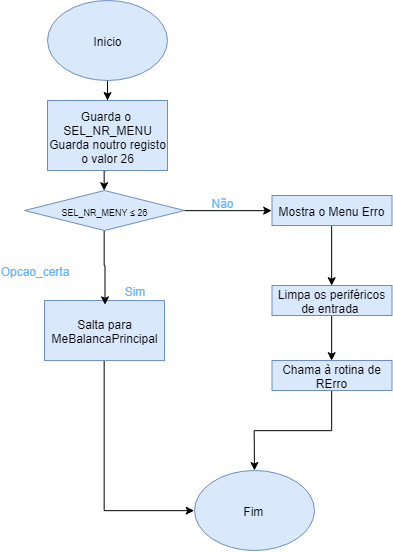 Inicio
Guarda o
SEL_NR_MENU
Guarda noutro registo
o valor 26
SEL_NR_MENY ≤ 26
Não
Mostra o Menu Erro
Opcao_certa
Sim
Limpa os periféricos
de entrada
Salta para
MeBalancaPrincipal
Chama à rotina de
RErro
Fim